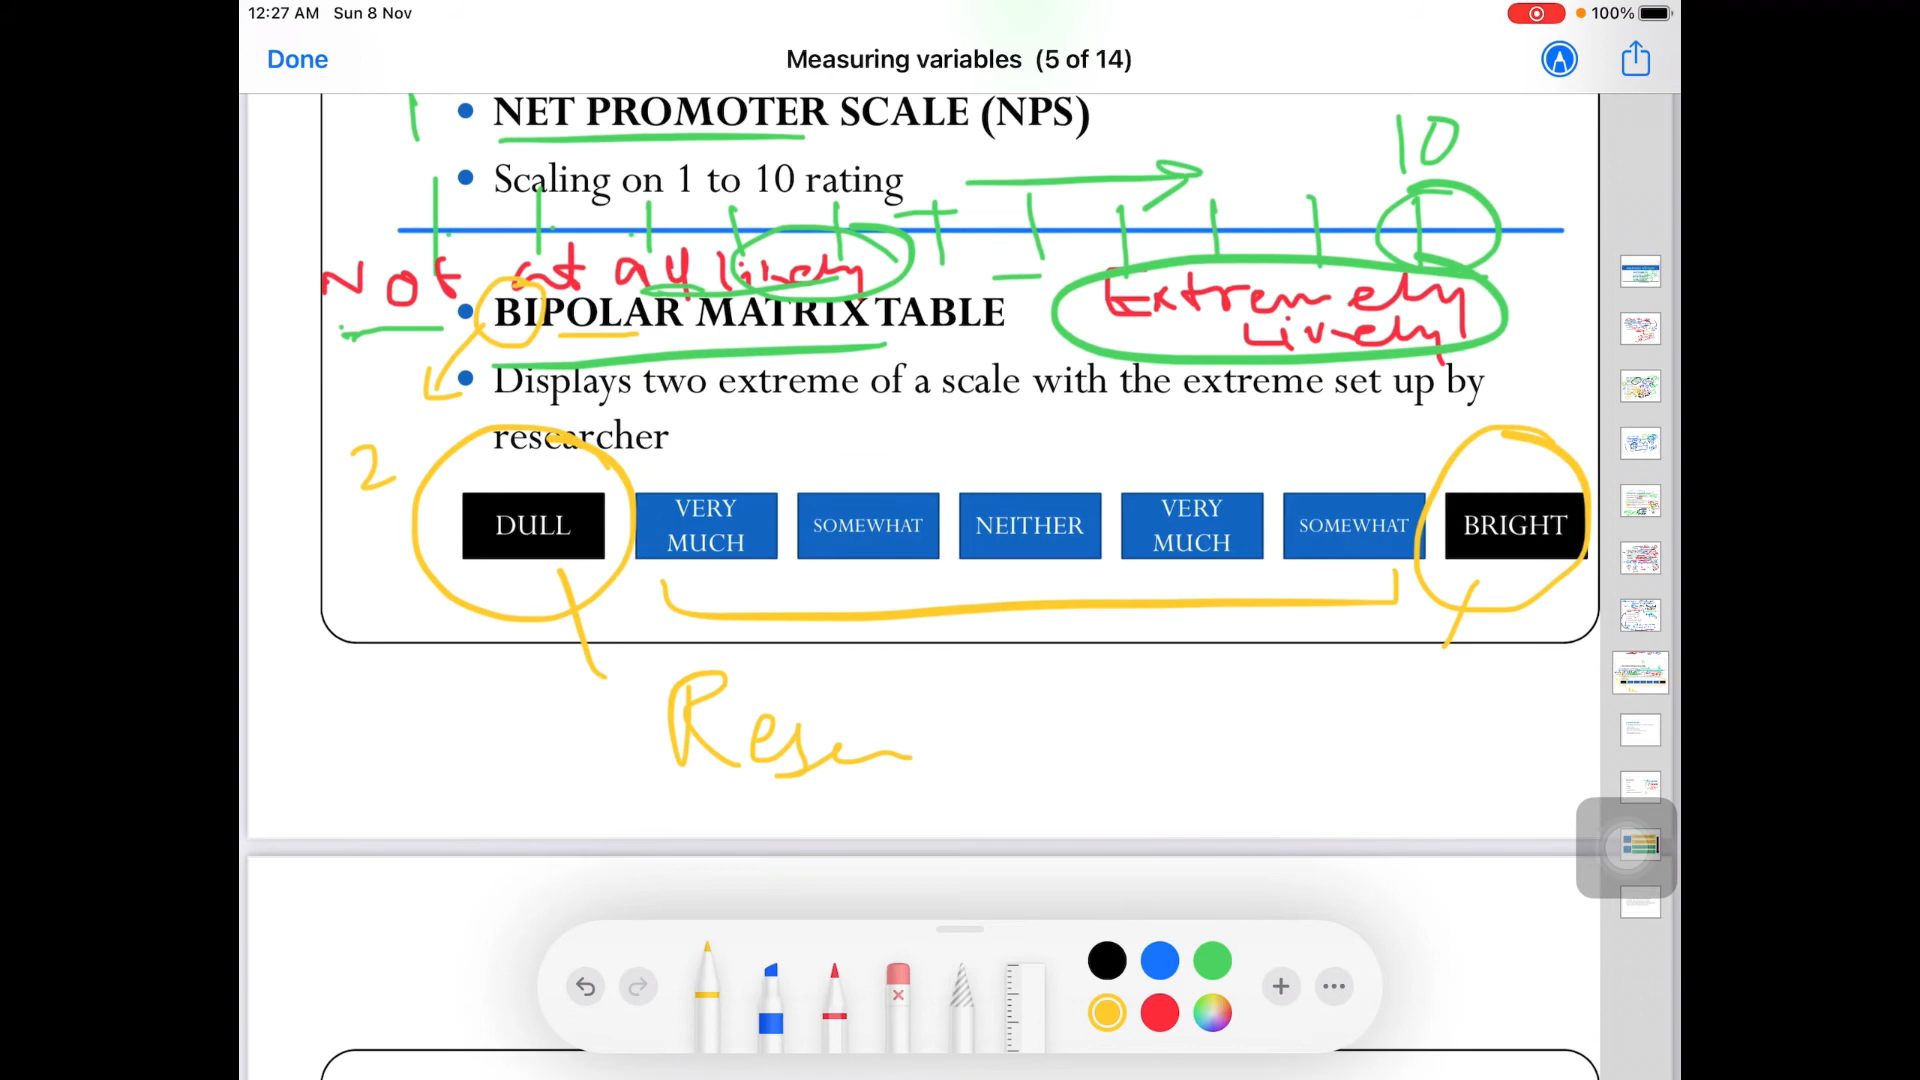 12:27 AM Sun 8 Nov
100%
Done
Measuring variables (5 of 14)
• NET PROMOTER SCALE (NPS)
10
• Scaling on 1 to 10 rating
Not at all lively
Extremely
Lively
• BIPOLAR MATRIX TABLE
• Displays two extreme of a scale with the extreme set up by
researcher
2
DULL
VERY
MUCH
SOMEWHAT
NEITHER
VERY
MUCH
SOMEWHAT
BRIGHT